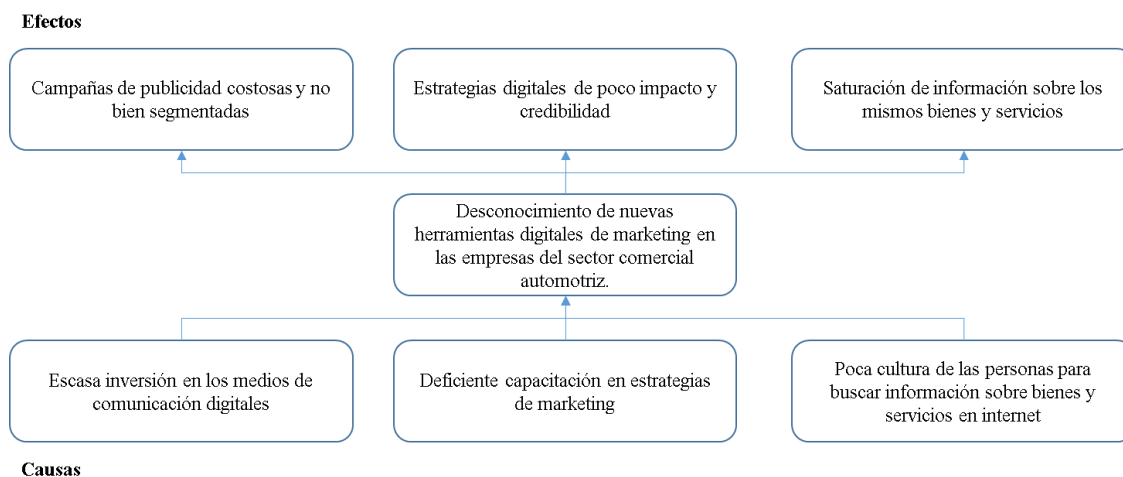 Efectos
Campañas de publicidad costosas y no
bien segmentadas
Estrategias digitales de poco impacto y
credibilidad
Saturación de información sobre los
mismos bienes y servicios
Desconocimiento de nuevas
herramientas digitales de marketing en
las empresas del sector comercial
automotriz.
Escasa inversión en los medios de
comunicación digitales
Deficiente capacitación en estrategias
de marketing
Poca cultura de las personas para
buscar información sobre bienes y
servicios en internet
Causas